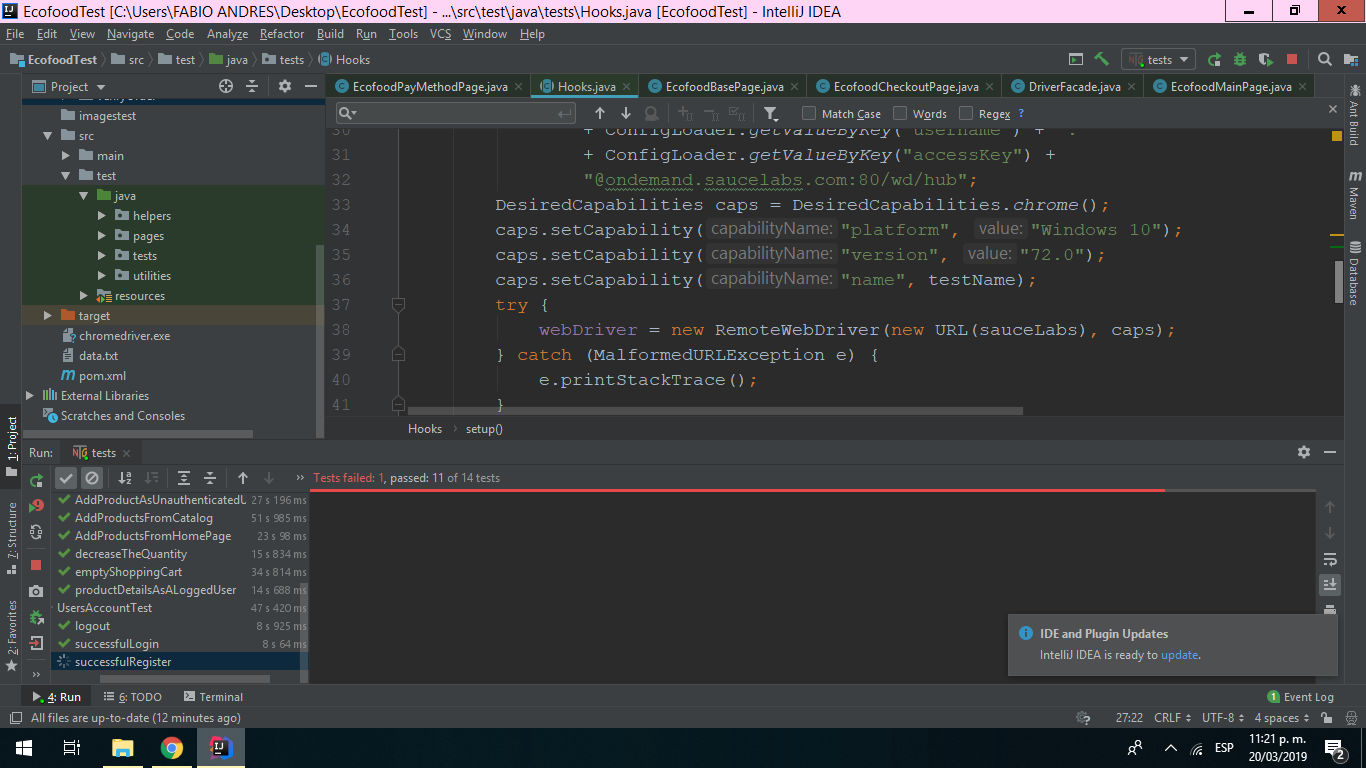 EcofoodTest [C:\Users\FABIO ANDRES\Desktop\EcofoodTest] - ...\src\test\java\tests\Hooks.java [EcofoodTest] - IntelliJ IDEA
File Edit View Navigate Code Analyze Refactor Build Run Tools VCS Window Help
EcofoodTest src test java tests Hooks
tests
Project
EcofoodPayMethodPage.java Hooks.java EcofoodBasePage.java EcofoodCheckoutPage.java DriverFacade.java EcofoodMainPage.java
Match Case Words Regex ?
imagestest
src
main
test
java
helpers
pages
tests
utilities
resources
target
chromedriver.exe
data.txt
pom.xml
External Libraries
Scratches and Consoles
30 + ConfigLoader.getValueByKey("username") + ":
31 + ConfigLoader.getValueByKey("accessKey") +
32 "@ondemand.saucelabs.com:80/wd/hub";
33 DesiredCapabilities caps = DesiredCapabilities.chrome();
34 caps.setCapability( capabilityName: "platform", value: "Windows 10");
35 caps.setCapability( capabilityName: "version", value: "72.0");
36 caps.setCapability( capabilityName: "name", testName);
37 try {
38 webDriver = new RemoteWebDriver(new URL(sauceLabs), caps);
39 } catch (MalformedURLException e) {
40 e.printStackTrace();
41 }
Hooks setup()
Ant Build
Maven
Database
1: Project
7: Structure
2: Favorites
Run: tests
Tests failed: 1, passed: 11 of 14 tests
AddProductAsUnauthenticatedU 27 s 196 ms
AddProductsFromCatalog 51 s 985 ms
AddProductsFromHomePage 23 s 98 ms
decreaseTheQuantity 15 s 834 ms
emptyShoppingCart 34 s 814 ms
productDetailsAsALoggedUser 14 s 688 ms
UsersAccountTest 47 s 420 ms
logout 8 s 925 ms
successfulLogin 8 s 64 ms
successfulRegister
IDE and Plugin Updates
IntelliJ IDEA is ready to update.
4: Run 6: TODO Terminal 1 Event Log
All files are up-to-date (12 minutes ago) 27:22 CRLF UTF-8 4 spaces
ESP 11:21 p. m.
20/03/2019 2